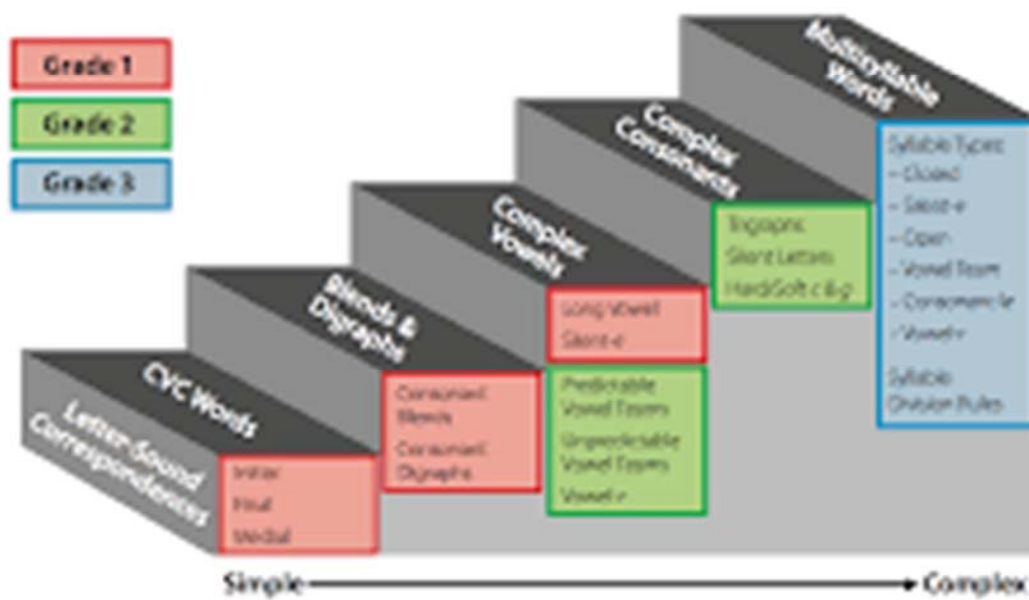 Grade 1
Grade 2
Grade 3
Multisyllable
Words
Complex
Consonants
Complex
Vowels
Blends &
Digraphs
CVC Words
Letter-Sound
Correspondences
Initial
Final
Medial
Consonant
Blends
Consonant
Digraphs
Long Vowel
Silent-e
Predictable
Vowel Teams
Unpredictable
Vowel Teams
Vowel-r
Trigraphs
Silent Letters
Hard/Soft c & g
Syllable Types:
- Closed
- Silent-e
- Open
- Vowel Team
- Consonant-le
- Vowel-r
Syllable
Division Rules
Simple
Complex